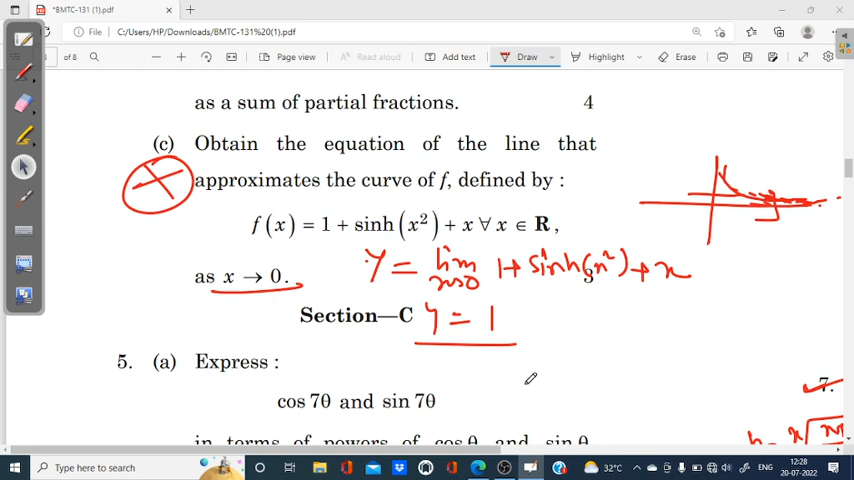 *BMTC-131 (1).pdf
File
C:/Users/HP/Downloads/BMTC-131%20(1).pdf
of 8
Page view
Read aloud
Add text
Draw
Highlight
Erase
as a sum of partial fractions. 4
(c) Obtain the equation of the line that
approximates the curve of f, defined by :
f(x) = 1 + sinh(x²) + x ∀ x ∈ R,
as x → 0. 3
y = lim x→0 1 + sinh(x²) + x
y = 1
Section—C
5. (a) Express :
cos 7θ and sin 7θ
7.
in terms of powers of cos θ and sin θ
Type here to search
32°C
ENG
12:28
20-07-2022